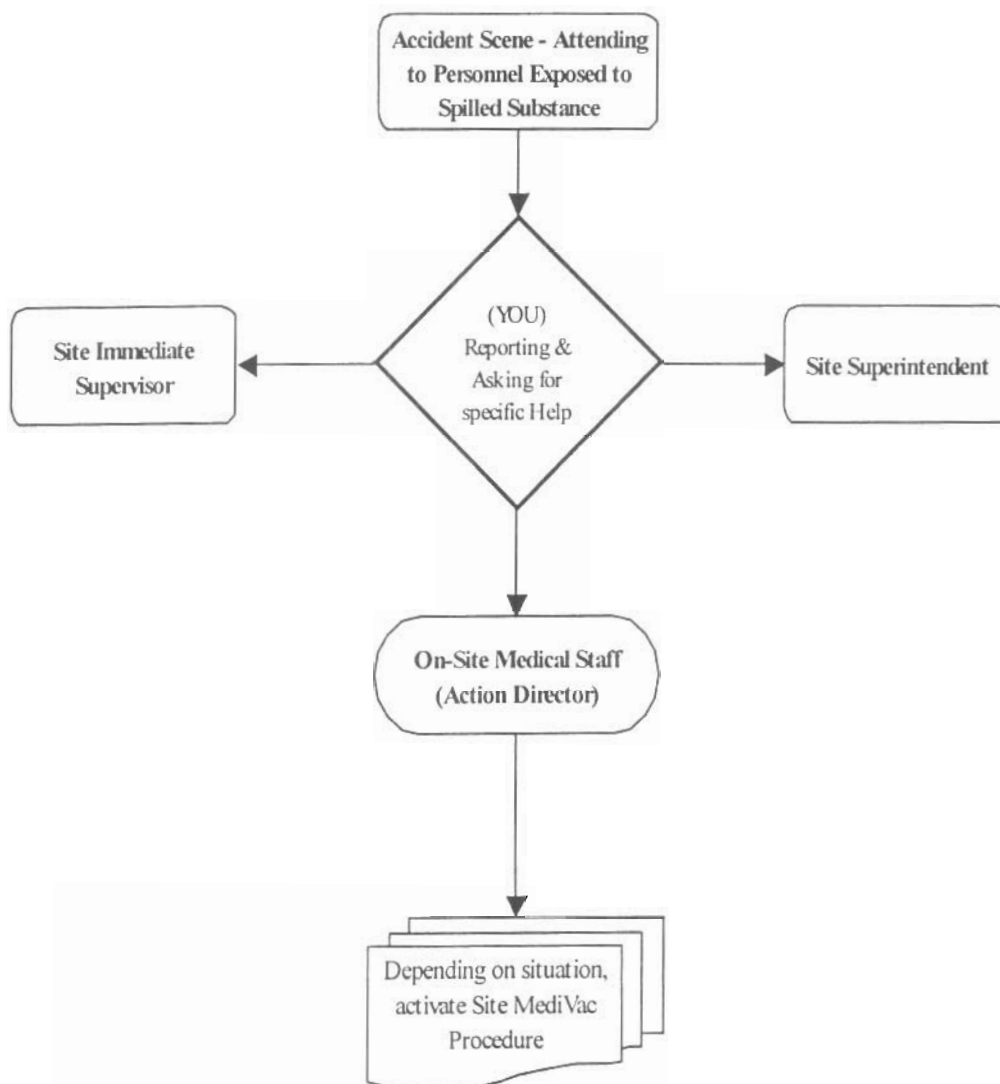 Accident Scene - Attending
to Personnel Exposed to
Spilled Substance
(YOU)
Reporting &
Asking for
specific Help
Site Immediate
Supervisor
Site Superintendent
On-Site Medical Staff
(Action Director)
Depending on situation,
activate Site MediVac
Procedure